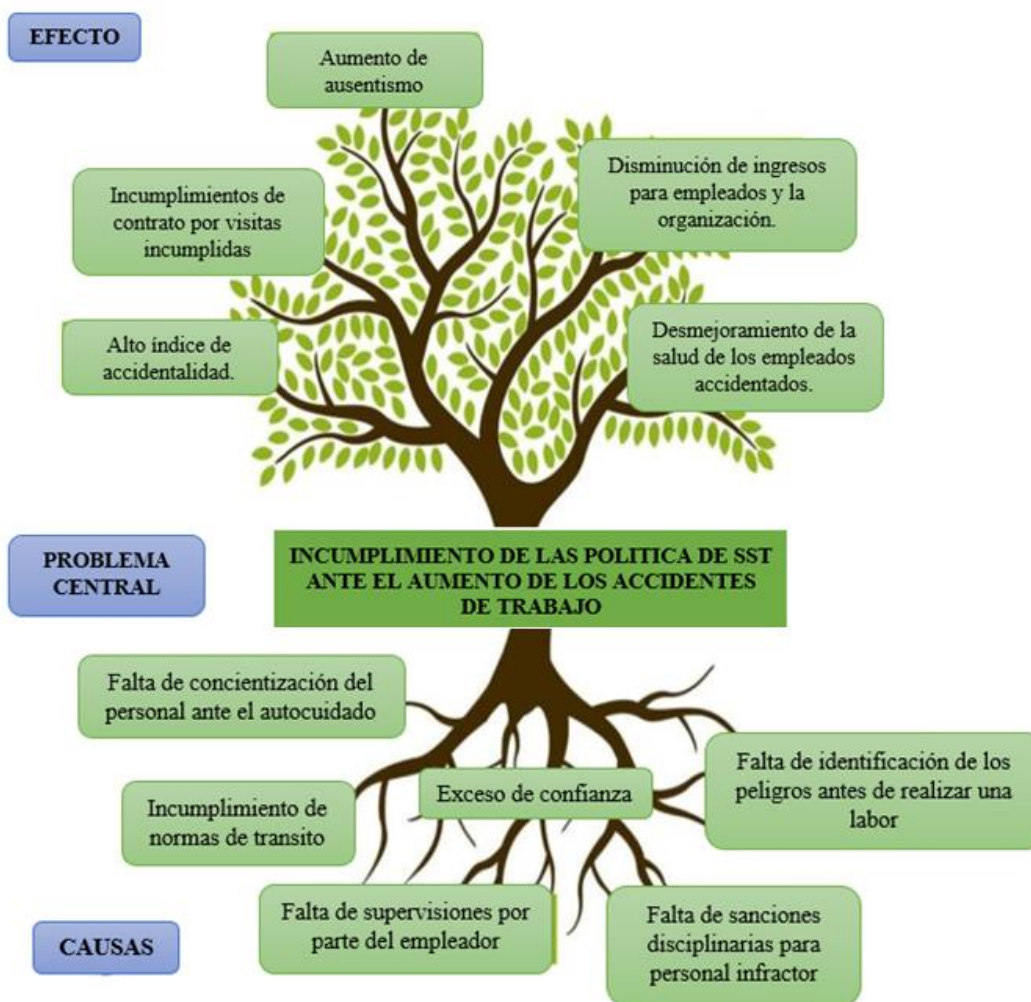 EFECTO
Aumento de
ausentismo
Disminución de ingresos
para empleados y la
organización.
Incumplimientos de
contrato por visitas
incumplidas
Desmejoramiento de la
salud de los empleados
accidentados.
Alto índice de
accidentalidad.
PROBLEMA
CENTRAL
INCUMPLIMIENTO DE LAS POLITICA DE SST
ANTE EL AUMENTO DE LOS ACCIDENTES
DE TRABAJO
Falta de concientización del
personal ante el autocuidado
Falta de identificación de los
peligros antes de realizar una
labor
Exceso de confianza
Incumplimiento de
normas de transito
Falta de supervisiones por
parte del empleador
Falta de sanciones
disciplinarias para
personal infractor
CAUSAS